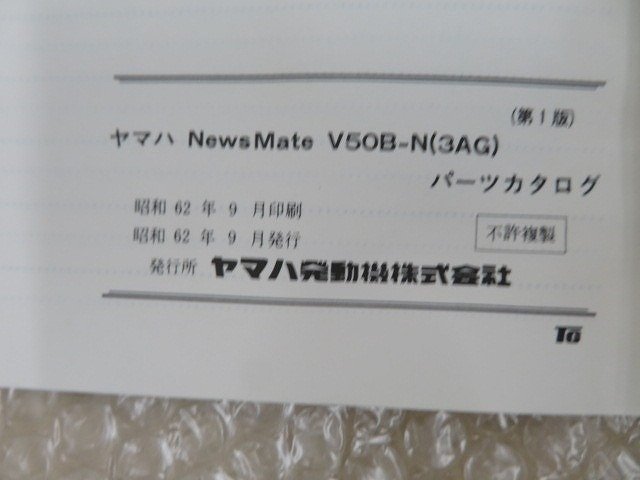 (第1版)
ヤマハ NewsMate V50B-N(3AG)
パーツカタログ
昭和 62 年 9 月印刷
昭和 62 年 9 月発行
不許複製
発行所 ヤマハ発動機株式会社